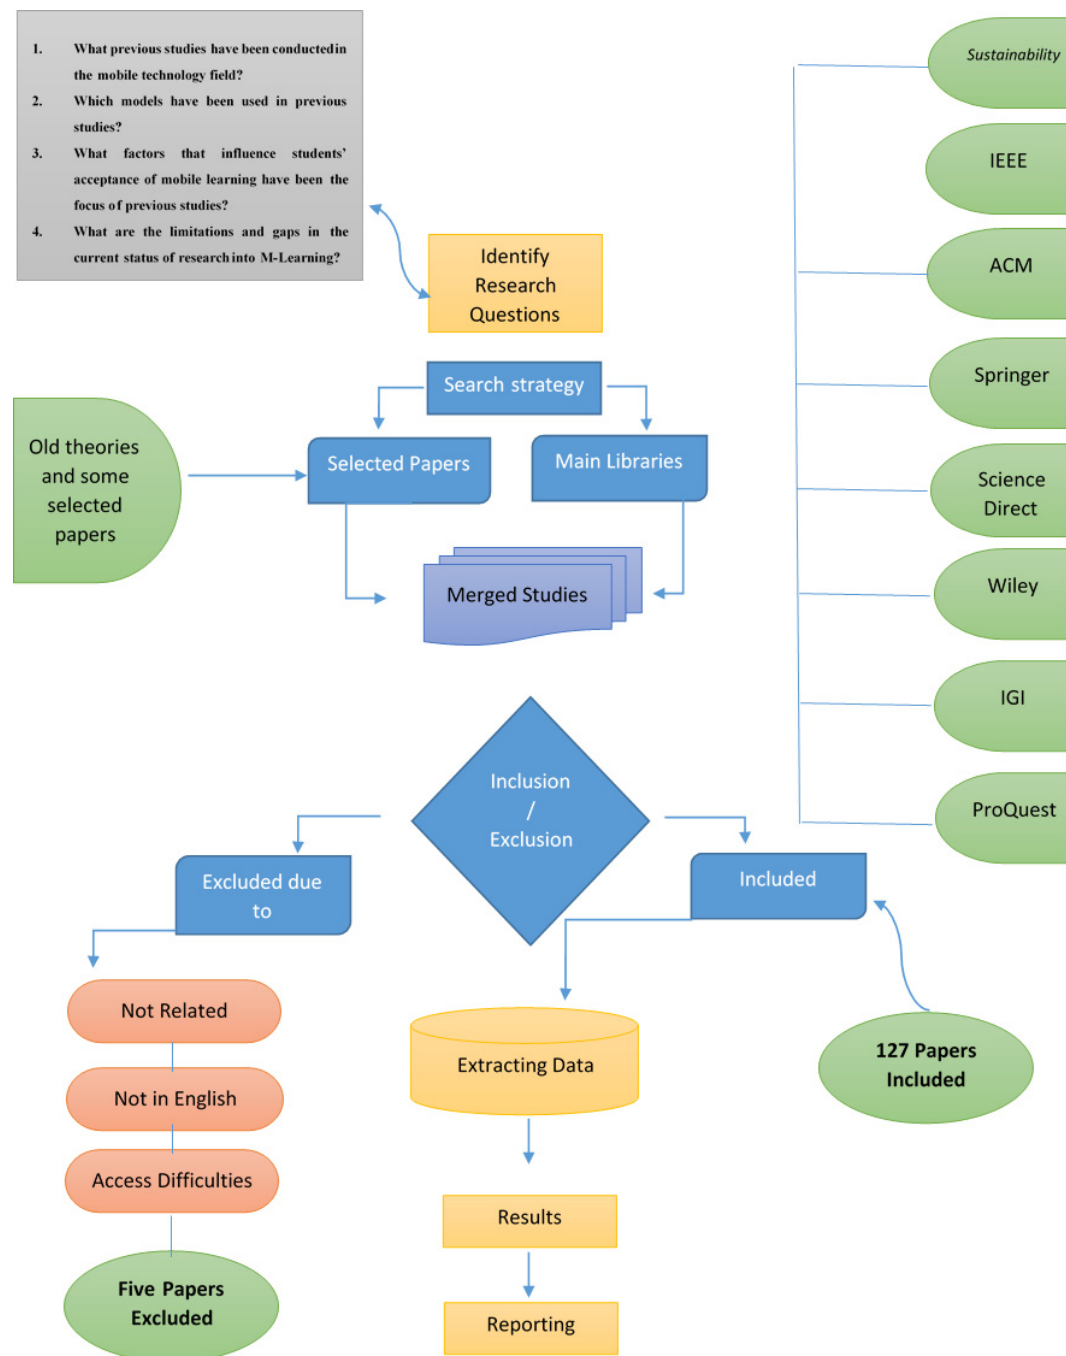 1. What previous studies have been conducted in
the mobile technology field?
2. Which models have been used in previous
studies?
3. What factors that influence students’
acceptance of mobile learning have been the
focus of previous studies?
4. What are the limitations and gaps in the
current status of research into M-Learning?
Identify
Research
Questions
Search strategy
Selected Papers
Main Libraries
Old theories
and some
selected
papers
Merged Studies
Sustainability
IEEE
ACM
Springer
Science
Direct
Wiley
IGI
ProQuest
Inclusion
/
Exclusion
Excluded due
to
Included
Not Related
Not in English
Access Difficulties
Five Papers
Excluded
Extracting Data
127 Papers
Included
Results
Reporting